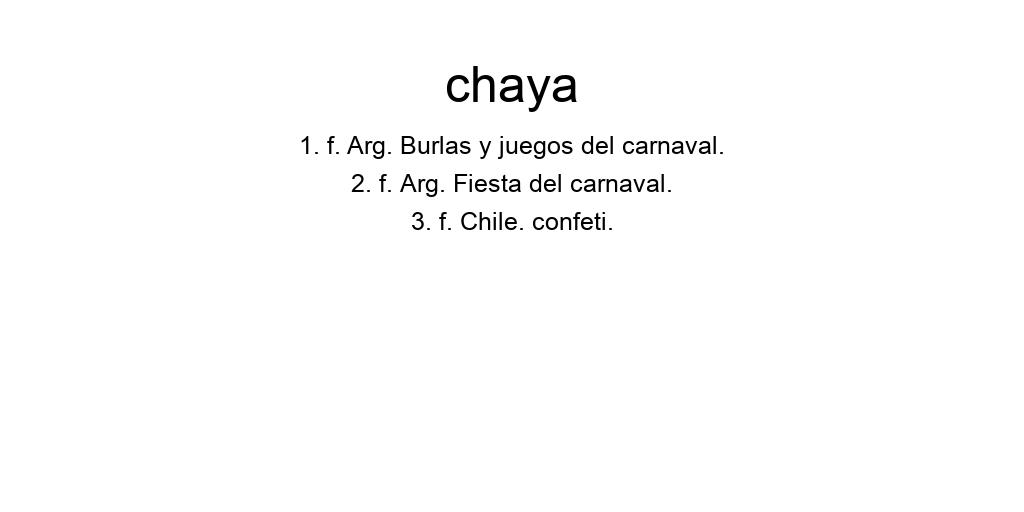 chaya
1. f. Arg. Burlas y juegos del carnaval.
2. f. Arg. Fiesta del carnaval.
3. f. Chile. confeti.